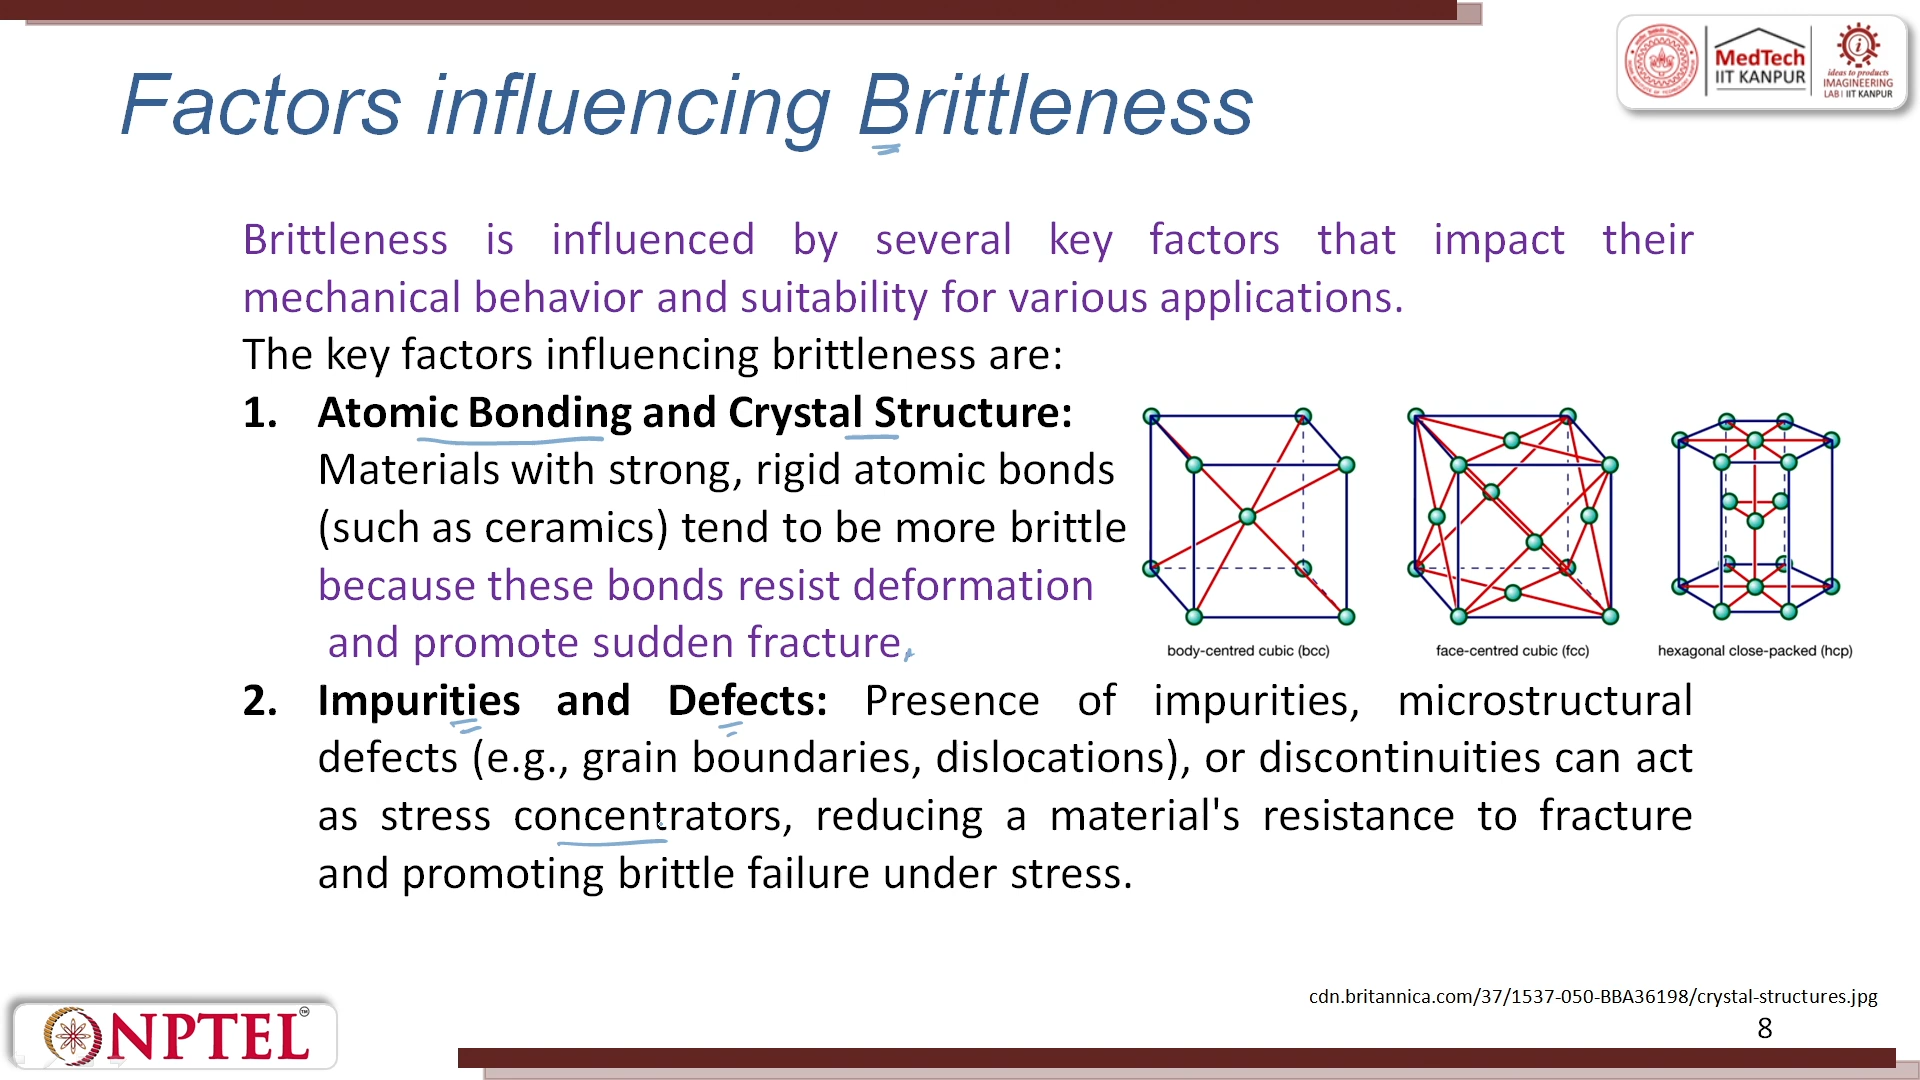 MedTech
IIT KANPUR
ideas to products
IMAGINEERING
LAB | IIT KANPUR
Factors influencing Brittleness
Brittleness is influenced by several key factors that impact their
mechanical behavior and suitability for various applications.
The key factors influencing brittleness are:
1. Atomic Bonding and Crystal Structure:
Materials with strong, rigid atomic bonds
(such as ceramics) tend to be more brittle
because these bonds resist deformation
and promote sudden fracture.
body-centred cubic (bcc)
face-centred cubic (fcc)
hexagonal close-packed (hcp)
2. Impurities and Defects: Presence of impurities, microstructural
defects (e.g., grain boundaries, dislocations), or discontinuities can act
as stress concentrators, reducing a material's resistance to fracture
and promoting brittle failure under stress.
cdn.britannica.com/37/1537-050-BBA36198/crystal-structures.jpg
8
NPTEL
TM